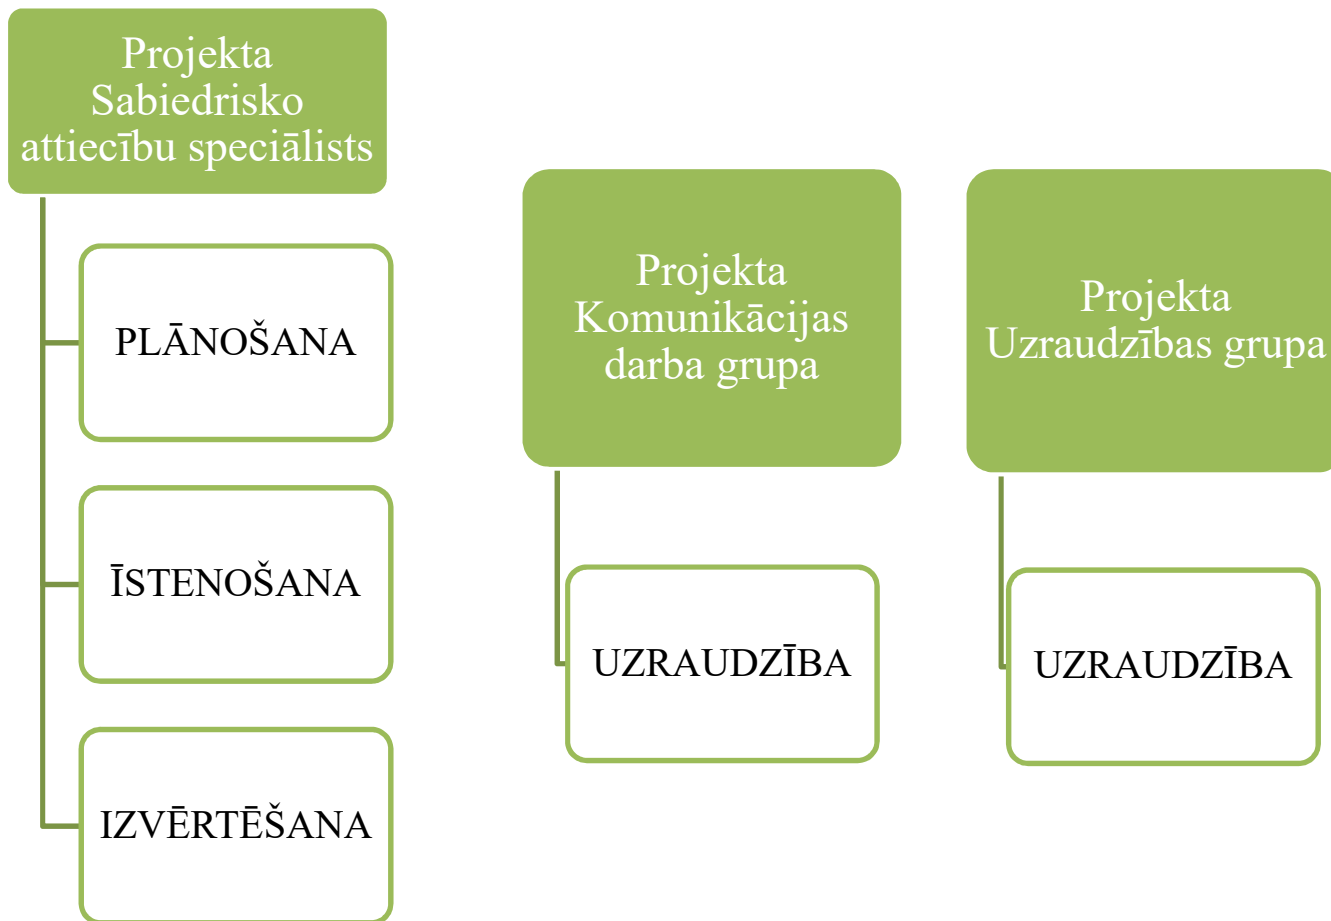 Projekta
Sabiedrisko
attiecību speciālists
PLĀNOŠANA
ĪSTENOŠANA
IZVĒRTĒŠANA
Projekta
Komunikācijas
darba grupa
UZRAUDZĪBA
Projekta
Uzraudzības grupa
UZRAUDZĪBA